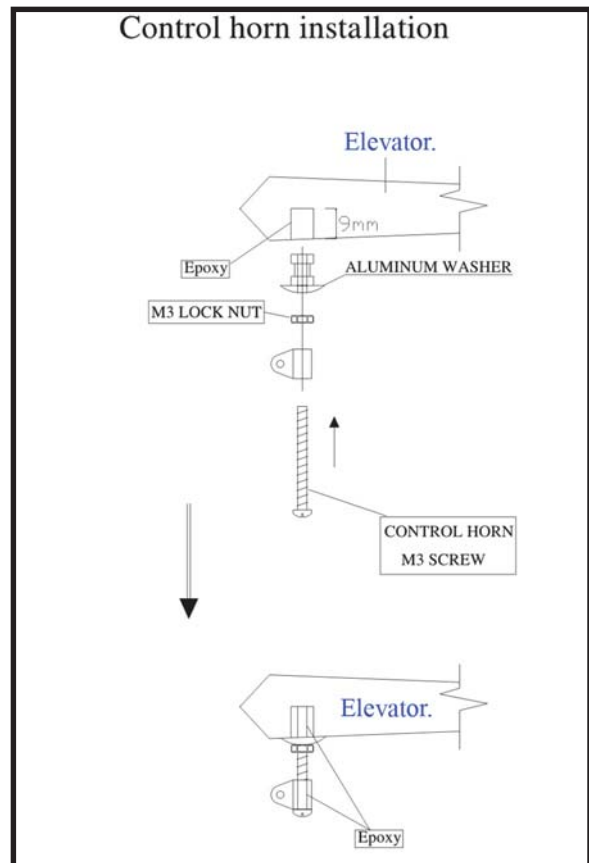 Control horn installation
Elevator.
9mm
Epoxy
ALUMINUM WASHER
M3 LOCK NUT
CONTROL HORN
M3 SCREW
Elevator.
Epoxy